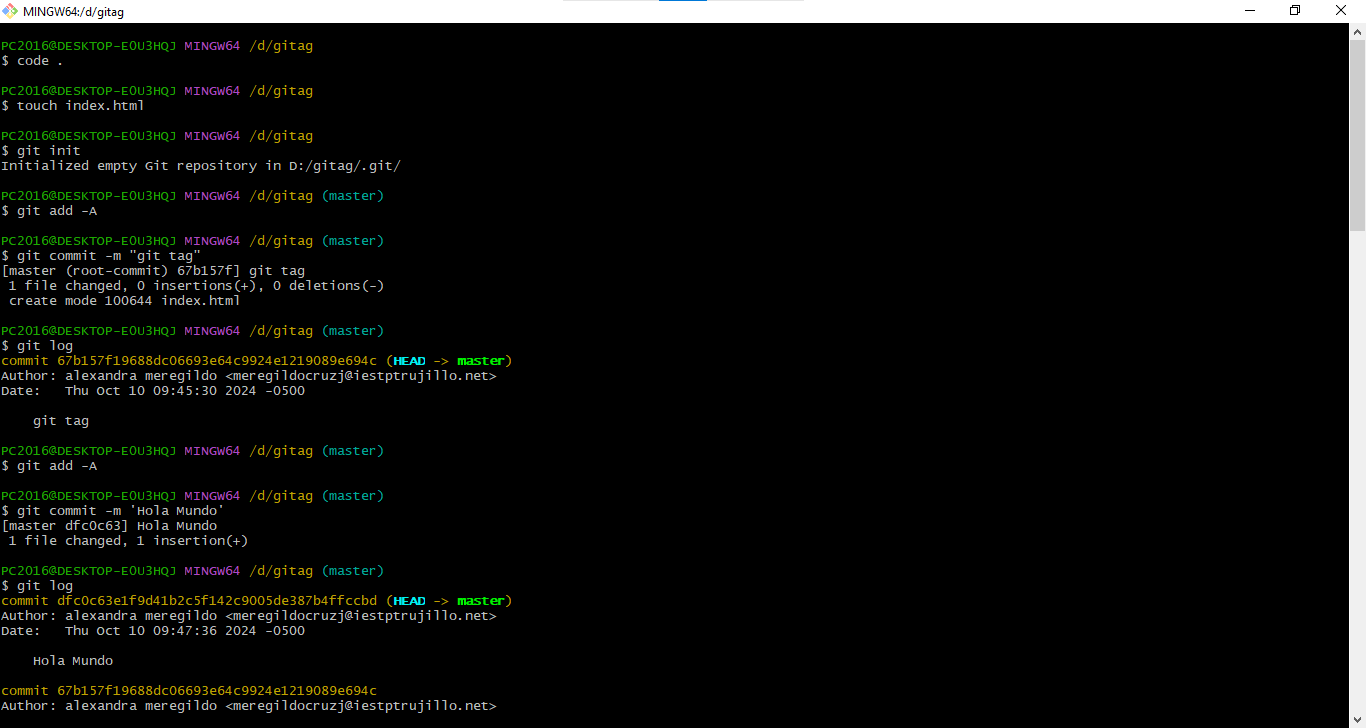 MINGW64:/d/gitag
PC2016@DESKTOP-E0U3HQJ MINGW64 /d/gitag
$ code .
PC2016@DESKTOP-E0U3HQJ MINGW64 /d/gitag
$ touch index.html
PC2016@DESKTOP-E0U3HQJ MINGW64 /d/gitag
$ git init
Initialized empty Git repository in D:/gitag/.git/
PC2016@DESKTOP-E0U3HQJ MINGW64 /d/gitag (master)
$ git add -A
PC2016@DESKTOP-E0U3HQJ MINGW64 /d/gitag (master)
$ git commit -m "git tag"
[master (root-commit) 67b157f] git tag
 1 file changed, 0 insertions(+), 0 deletions(-)
 create mode 100644 index.html
PC2016@DESKTOP-E0U3HQJ MINGW64 /d/gitag (master)
$ git log
commit 67b157f19688dc06693e64c9924e1219089e694c (HEAD -> master)
Author: alexandra meregildo <meregildocruzj@iestptrujillo.net>
Date:   Thu Oct 10 09:45:30 2024 -0500
    git tag
PC2016@DESKTOP-E0U3HQJ MINGW64 /d/gitag (master)
$ git add -A
PC2016@DESKTOP-E0U3HQJ MINGW64 /d/gitag (master)
$ git commit -m 'Hola Mundo'
[master dfc0c63] Hola Mundo
 1 file changed, 1 insertion(+)
PC2016@DESKTOP-E0U3HQJ MINGW64 /d/gitag (master)
$ git log
commit dfc0c63e1f9d41b2c5f142c9005de387b4ffccbd (HEAD -> master)
Author: alexandra meregildo <meregildocruzj@iestptrujillo.net>
Date:   Thu Oct 10 09:47:36 2024 -0500
    Hola Mundo
commit 67b157f19688dc06693e64c9924e1219089e694c
Author: alexandra meregildo <meregildocruzj@iestptrujillo.net>